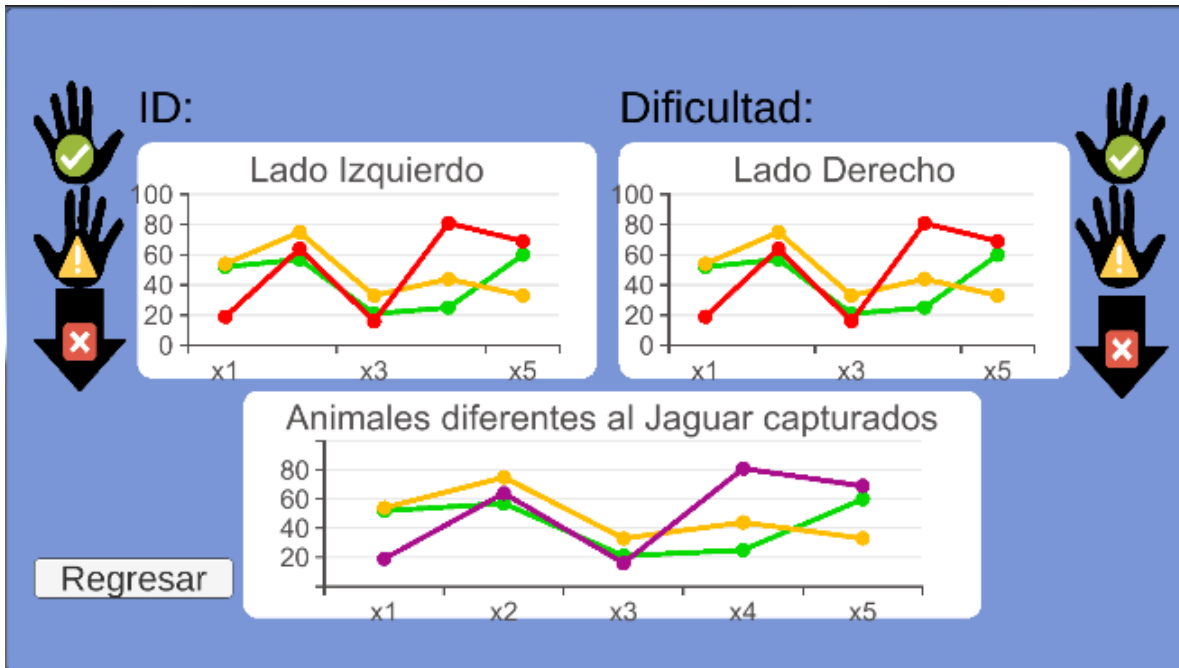 ID:
Dificultad:
Lado Izquierdo
100
80
60
40
20
0
x1 x3 x5
Lado Derecho
100
80
60
40
20
0
x1 x3 x5
Animales diferentes al Jaguar capturados
80
60
40
20
x1 x2 x3 x4 x5
Regresar